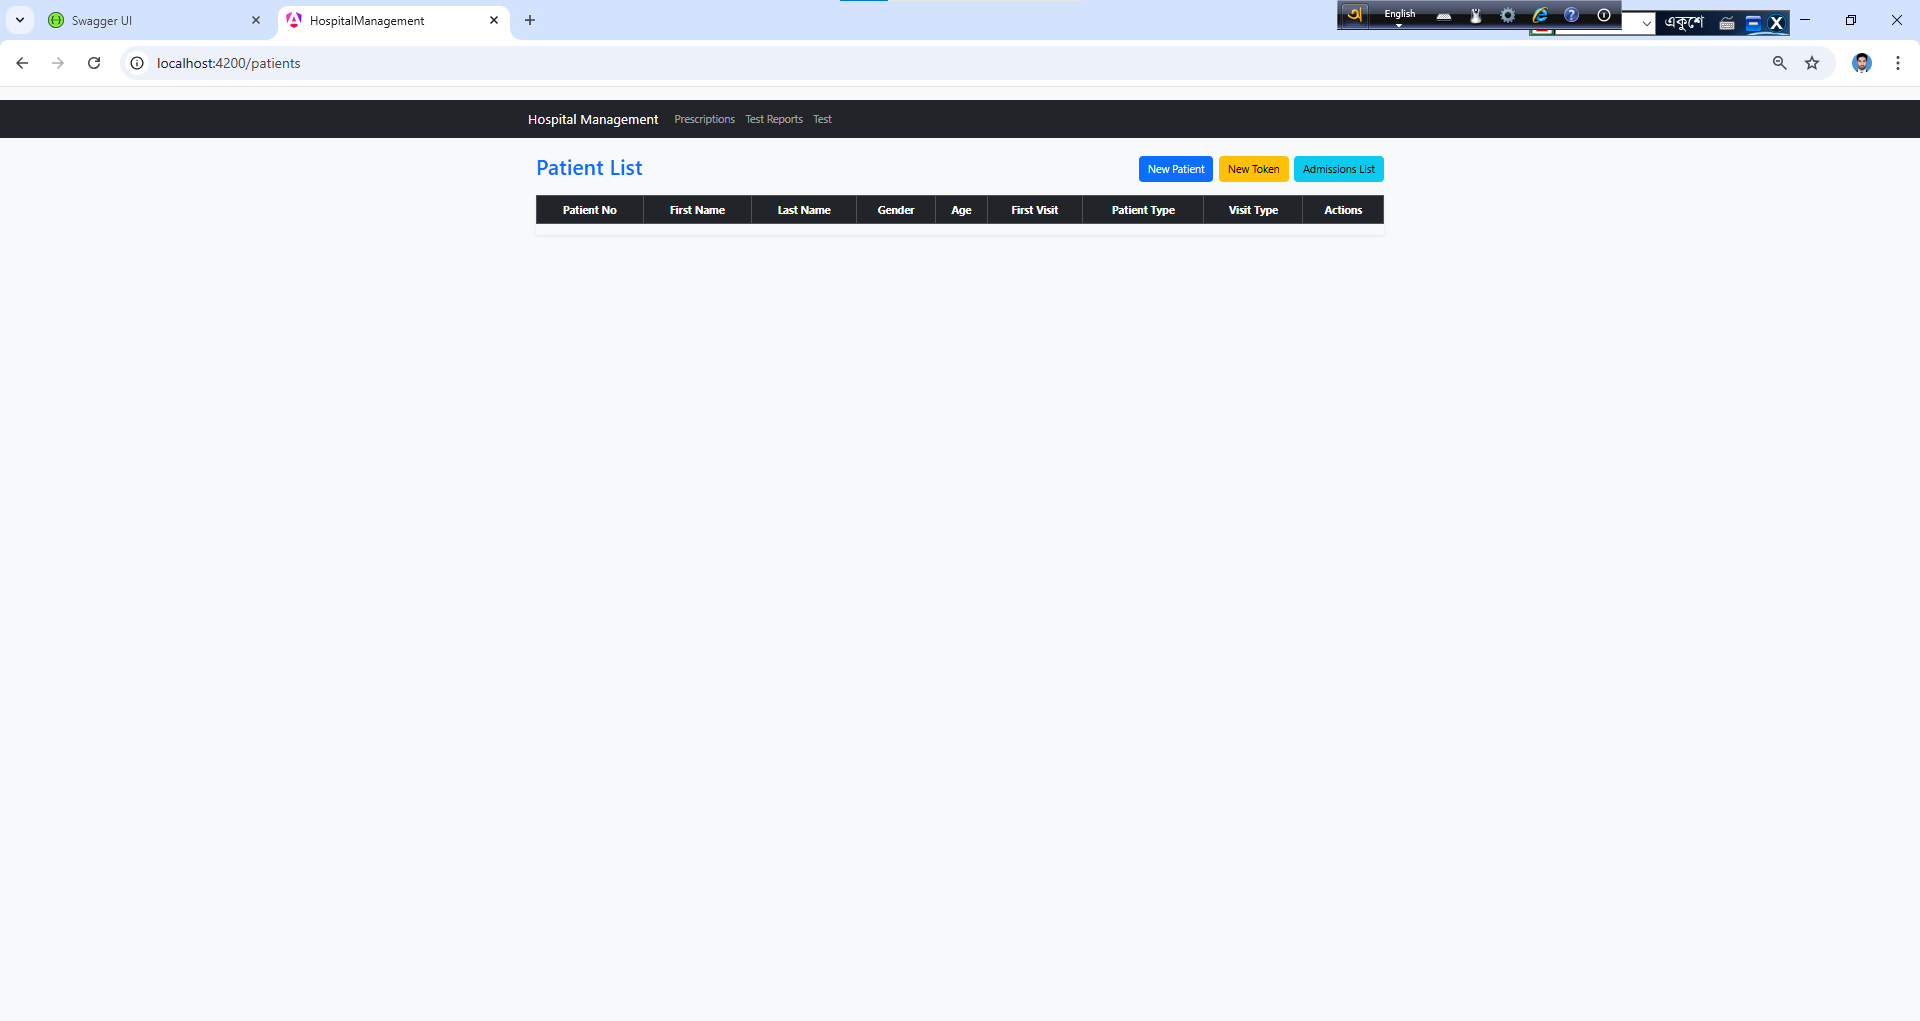 Swagger UI
HospitalManagement
English
একুশে
localhost:4200/patients
Hospital Management Prescriptions Test Reports Test
Patient List
New Patient New Token Admissions List
Patient No First Name Last Name Gender Age First Visit Patient Type Visit Type Actions